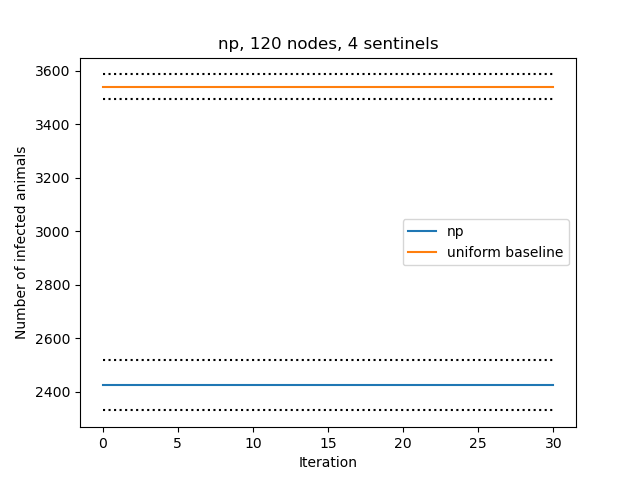 np, 120 nodes, 4 sentinels
3600
3400
3200
3000
2800
2600
2400
Number of infected animals
np
uniform baseline
0 5 10 15 20 25 30
Iteration